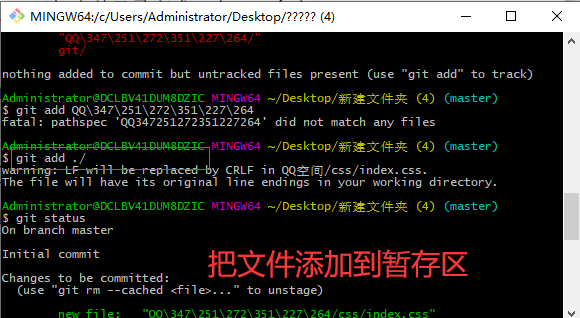 MINGW64:/c/Users/Administrator/Desktop/????? (4)
"QQ\347\251\272\351\227\264/"
git/
nothing added to commit but untracked files present (use "git add" to track)
Administrator@DCLBV41DUM8DZIC MINGW64 ~/Desktop/新建文件夹 (4) (master)
$ git add QQ\347\251\272\351\227\264
fatal: pathspec 'QQ347251272351227264' did not match any files
Administrator@DCLBV41DUM8DZIC MINGW64 ~/Desktop/新建文件夹 (4) (master)
$ git add ./
warning: LF will be replaced by CRLF in QQ空间/css/index.css.
The file will have its original line endings in your working directory.
Administrator@DCLBV41DUM8DZIC MINGW64 ~/Desktop/新建文件夹 (4) (master)
$ git status
On branch master
Initial commit
把文件添加到暂存区
Changes to be committed:
(use "git rm --cached <file>..." to unstage)
new file: "QQ\347\251\272\351\227\264/css/index.css"